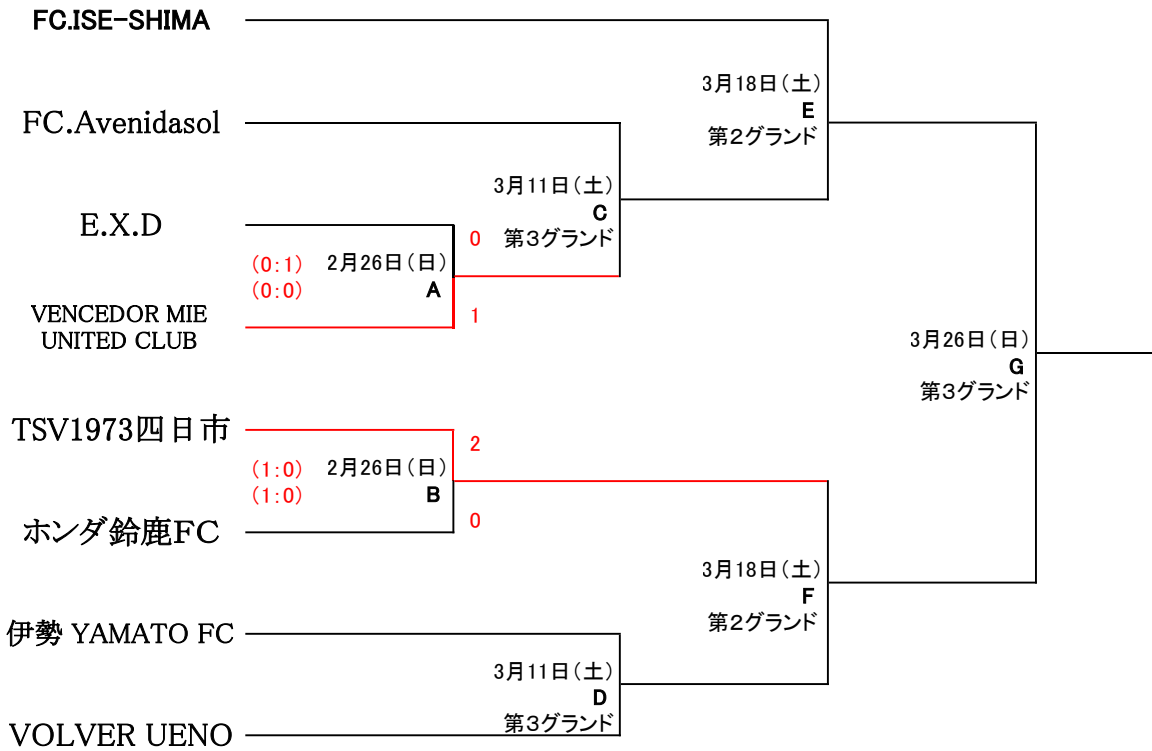 FC.ISE-SHIMA
3月18日(土)
E
第2グランド
FC.Avenidasol
3月11日(土)
C
第3グランド
E.X.D
0
(0:1)
(0:0)
2月26日(日)
A
1
VENCEDOR MIE
UNITED CLUB
3月26日(日)
G
第3グランド
TSV1973四日市
2
(1:0)
(1:0)
2月26日(日)
B
0
ホンダ鈴鹿FC
3月18日(土)
F
第2グランド
伊勢 YAMATO FC
3月11日(土)
D
第3グランド
VOLVER UENO